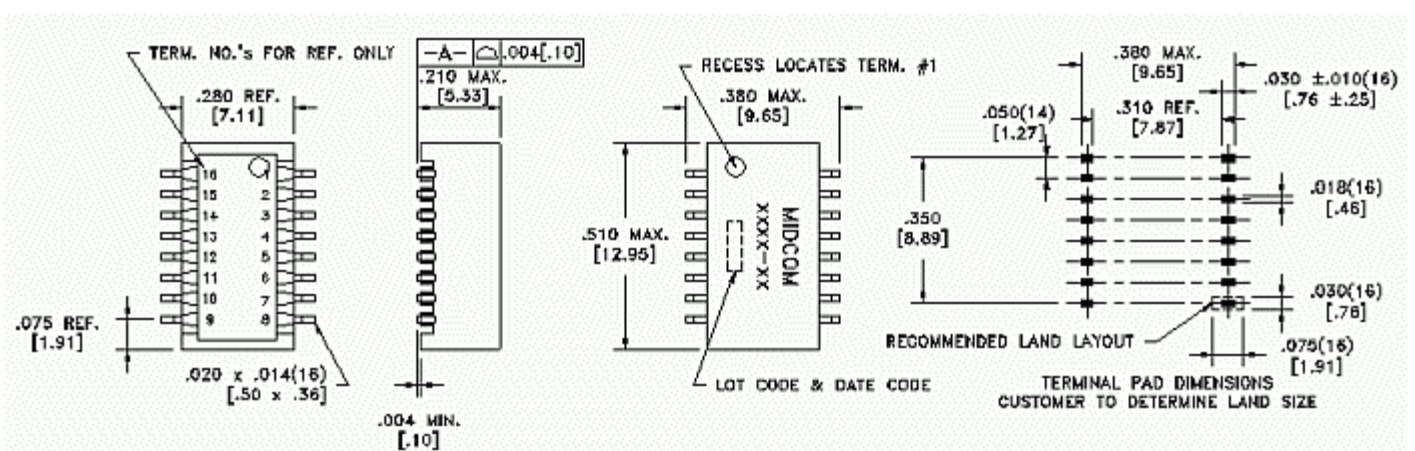 TERM. NO.'s FOR REF. ONLY
.280 REF.
[7.11]
16 1
15 2
14 3
13 4
12 5
11 6
10 7
9 8
.075 REF.
[1.91]
.020 x .014(16)
[.50 x .36]
-A- .004[.10]
.210 MAX.
[5.33]
.004 MIN.
[.10]
RECESS LOCATES TERM. #1
.380 MAX.
[9.65]
.510 MAX.
[12.95]
MIDCOM
XXXX-XX
LOT CODE & DATE CODE
.380 MAX.
[9.65]
.030 ±.010(16)
[.76 ±.25]
.310 REF.
[7.87]
.050(14)
[1.27]
.018(16)
[.46]
.350
[8.89]
.030(16)
[.76]
RECOMMENDED LAND LAYOUT
.075(16)
[1.91]
TERMINAL PAD DIMENSIONS
CUSTOMER TO DETERMINE LAND SIZE